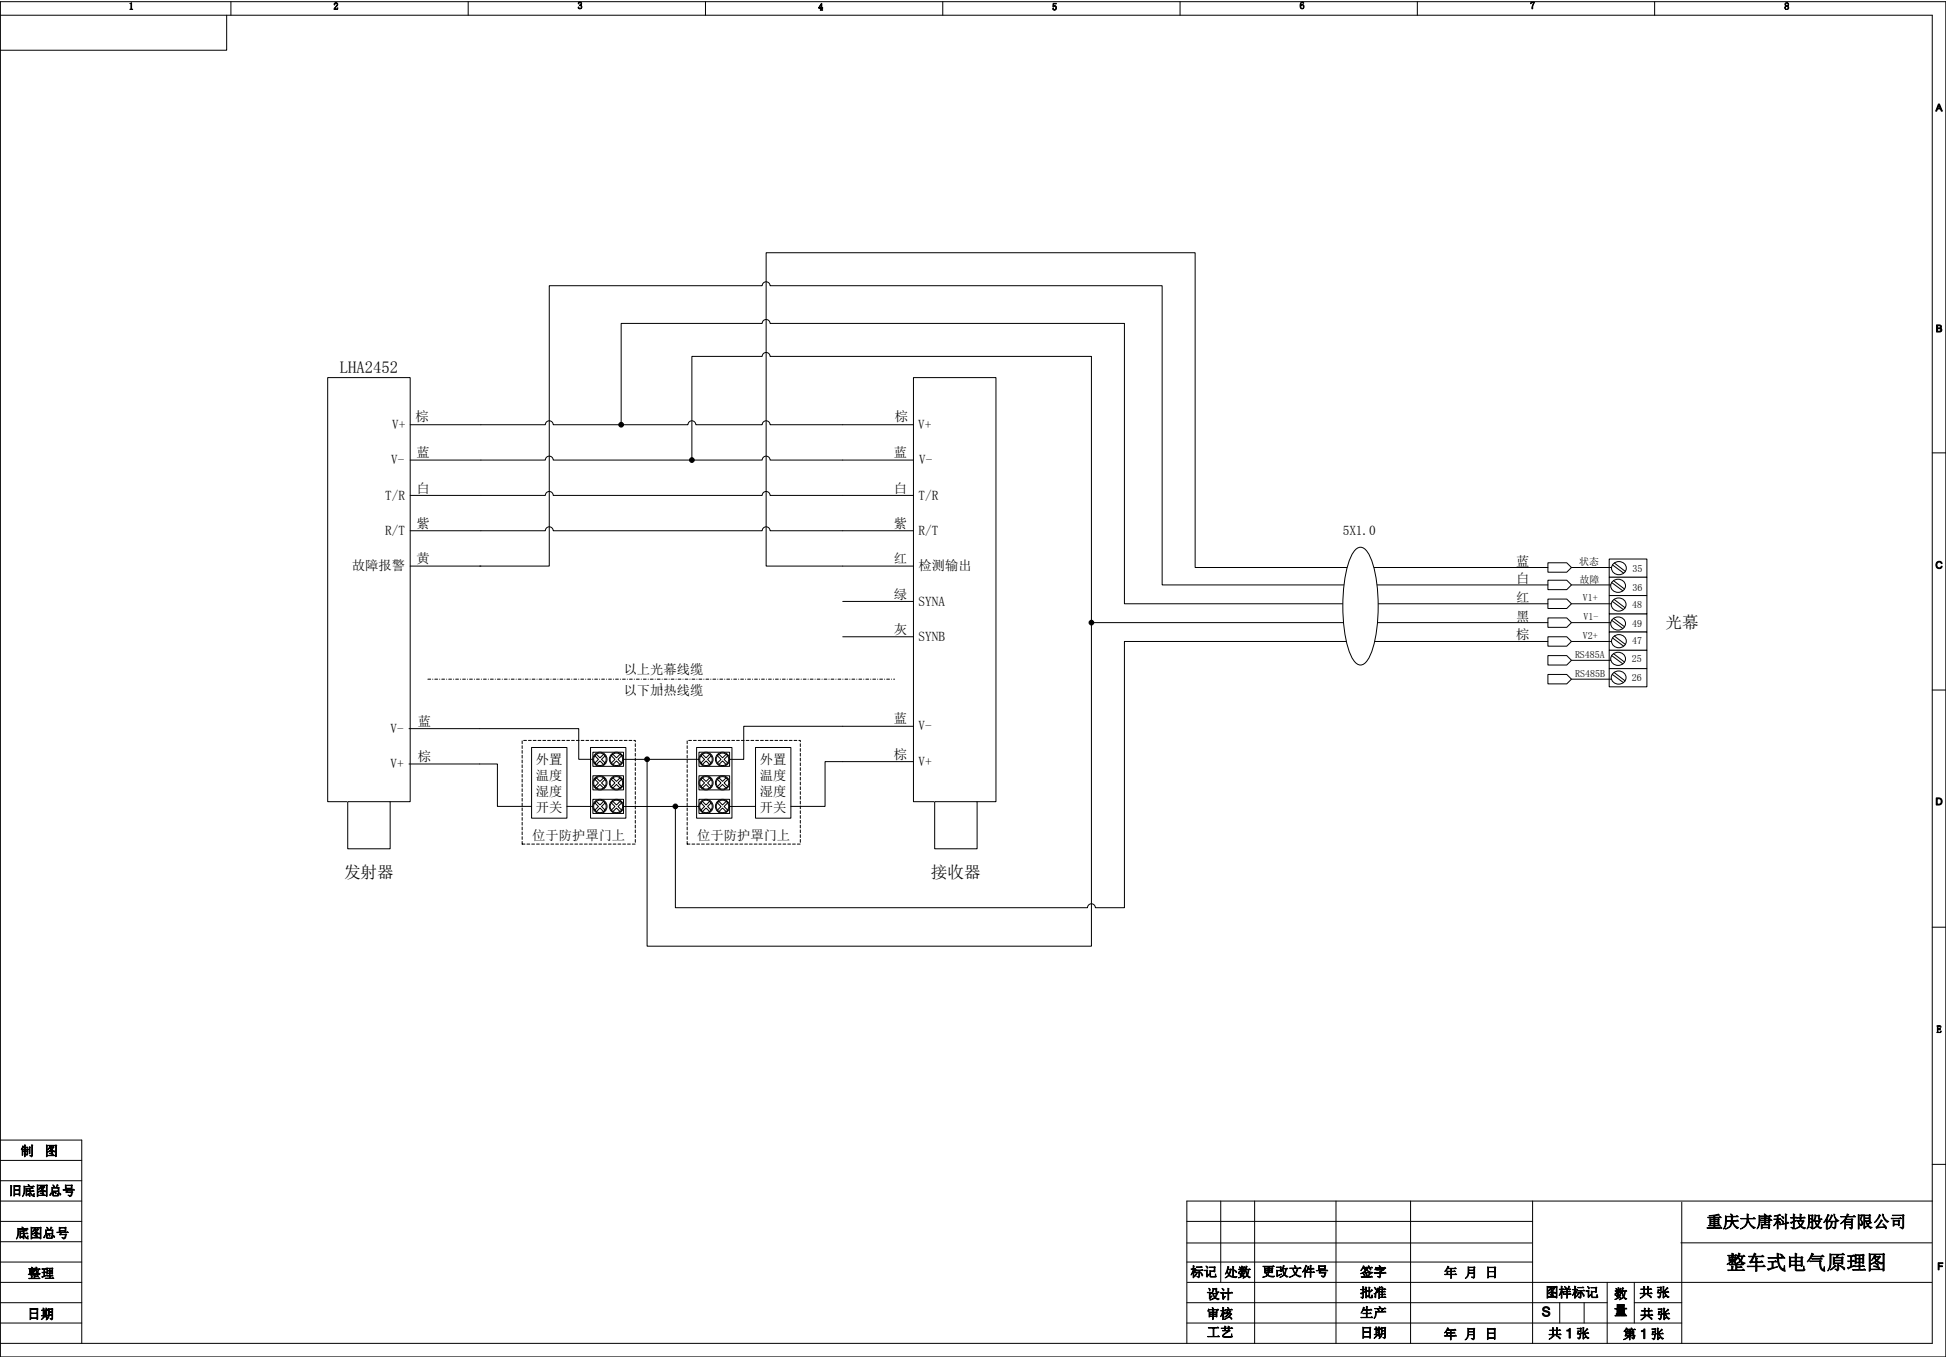 1 2 3 4 5 6 7 8
A
B
C
D
E
F
LHA2452
V+ 棕
V- 蓝
T/R 白
R/T 紫
故障报警 黄
棕 V+
蓝 V-
白 T/R
紫 R/T
红 检测输出
绿 SYNA
灰 SYNB
以上光幕线缆
以下加热线缆
V- 蓝
V+ 棕
蓝 V-
棕 V+
外置
温度
湿度
开关
位于防护罩门上
外置
温度
湿度
开关
位于防护罩门上
发射器
接收器
5X1.0
蓝 状态 35
白 故障 36
红 V1+ 48
黑 V1- 49
棕 V2+ 47
RS485A 25
RS485B 26
光幕
制 图
旧底图总号
底图总号
整理
日期
重庆大唐科技股份有限公司
整车式电气原理图
标记 处数 更改文件号 签字 年 月 日
设计 批准 图样标记 数量 共 张
审核 生产 S 共 张
工艺 日期 年 月 日 共 1 张 第 1 张